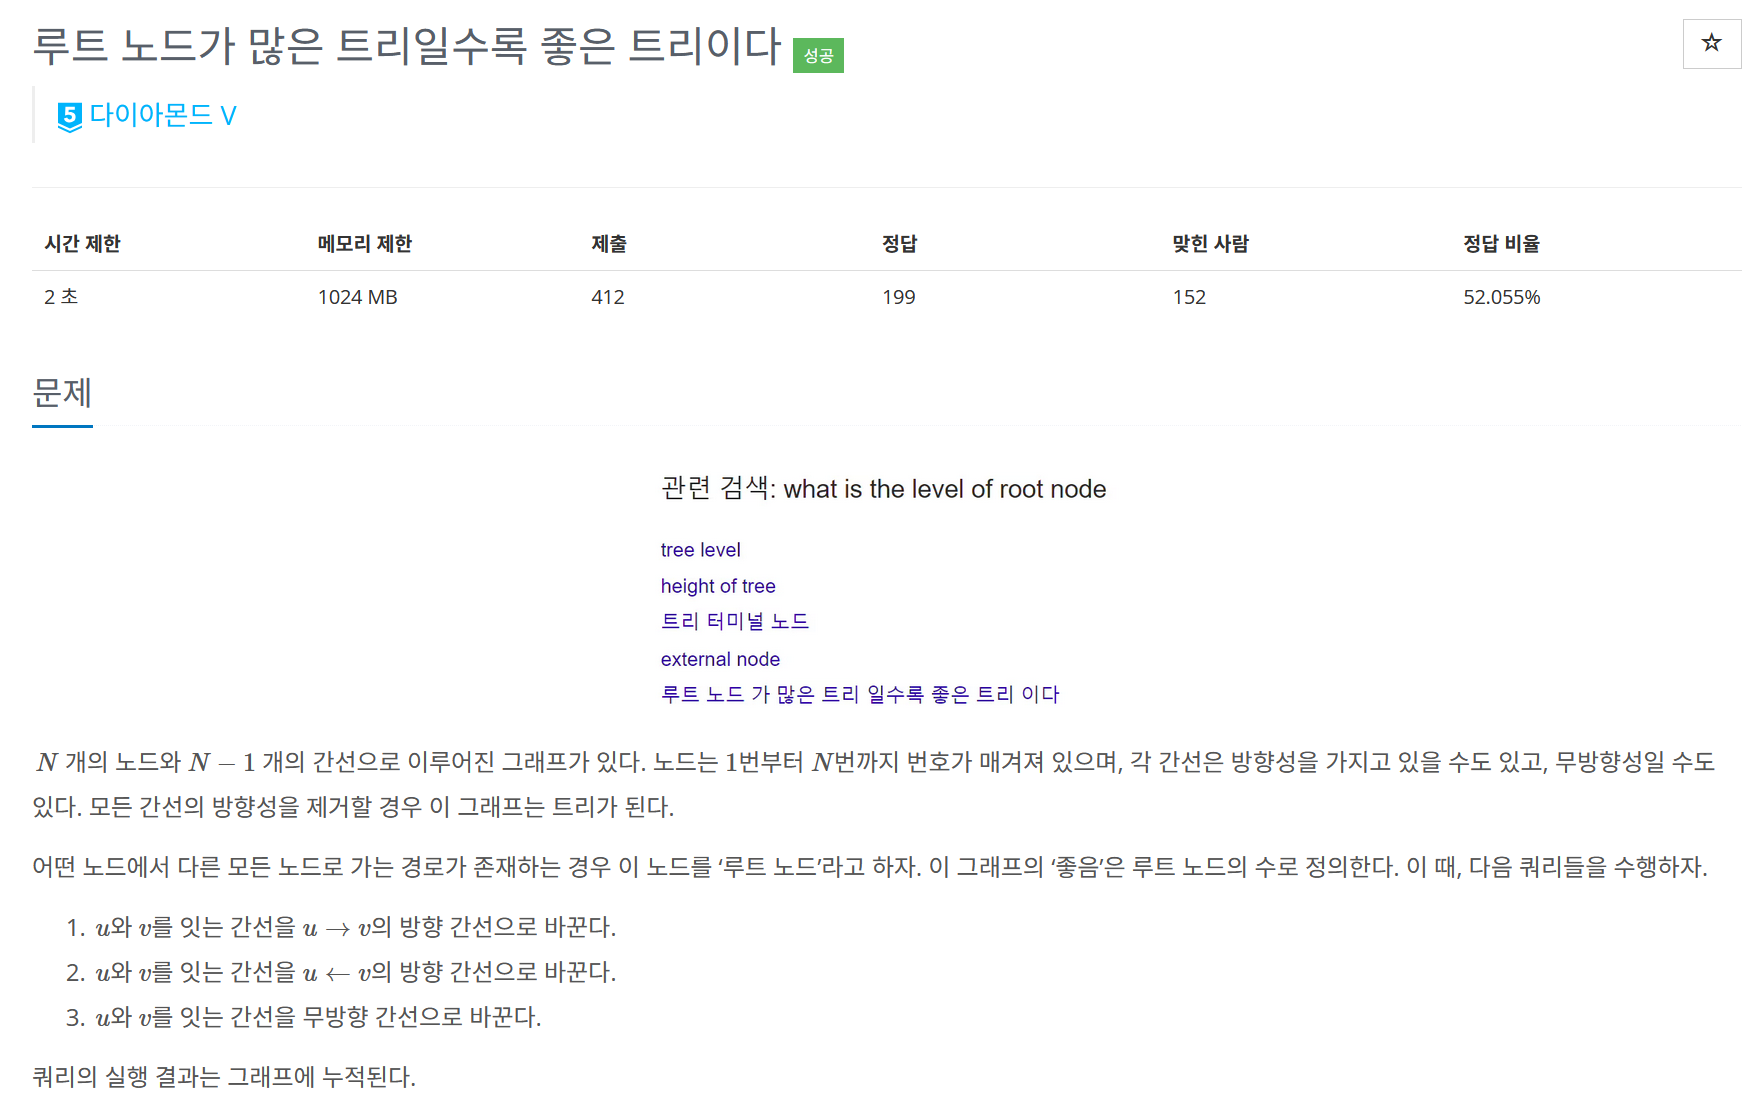 루트 노드가 많은 트리일수록 좋은 트리이다 성공 ☆
5 다이아몬드 V
시간 제한 메모리 제한 제출 정답 맞힌 사람 정답 비율
2 초 1024 MB 412 199 152 52.055%
문제
관련 검색: what is the level of root node
tree level
height of tree
트리 터미널 노드
external node
루트 노드 가 많은 트리 일수록 좋은 트리 이다
N 개의 노드와 N − 1 개의 간선으로 이루어진 그래프가 있다. 노드는 1번부터 N번까지 번호가 매겨져 있으며, 각 간선은 방향성을 가지고 있을 수도 있고, 무방향성일 수도
있다. 모든 간선의 방향성을 제거할 경우 이 그래프는 트리가 된다.
어떤 노드에서 다른 모든 노드로 가는 경로가 존재하는 경우 이 노드를 ‘루트 노드’라고 하자. 이 그래프의 ‘좋음’은 루트 노드의 수로 정의한다. 이 때, 다음 쿼리들을 수행하자.
1. u와 v를 잇는 간선을 u → v의 방향 간선으로 바꾼다.
2. u와 v를 잇는 간선을 u ← v의 방향 간선으로 바꾼다.
3. u와 v를 잇는 간선을 무방향 간선으로 바꾼다.
쿼리의 실행 결과는 그래프에 누적된다.